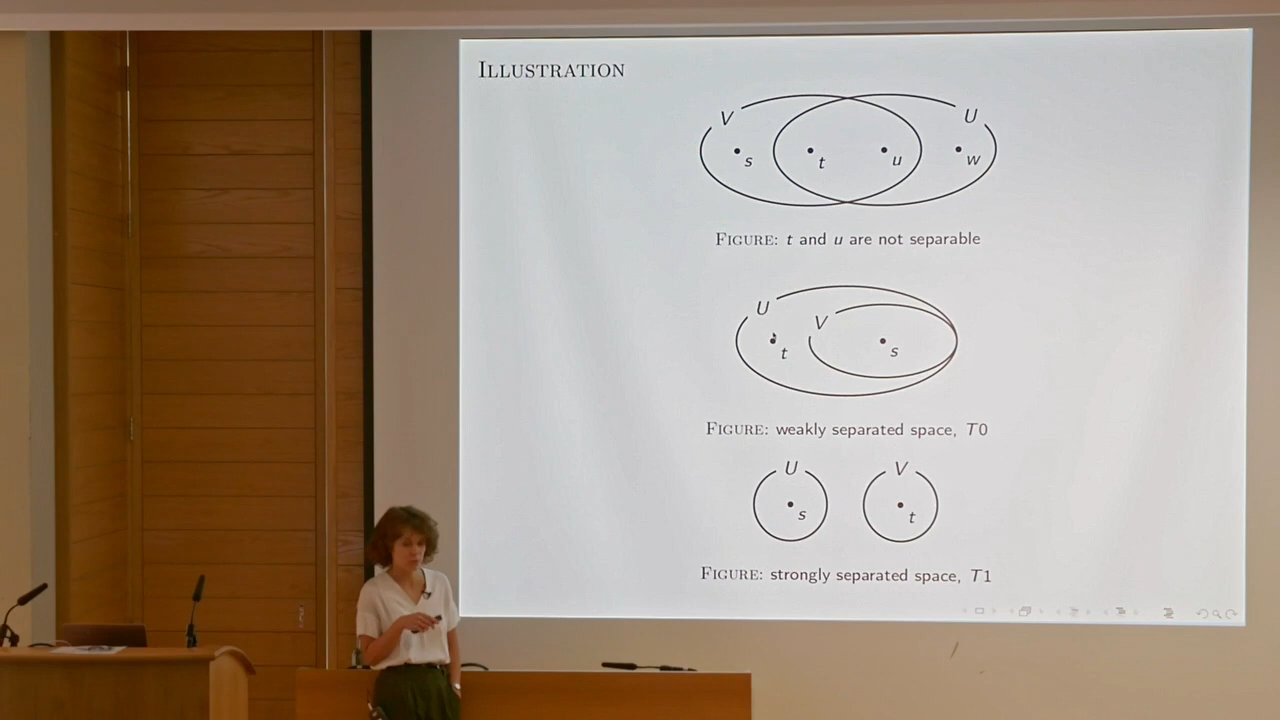 ILLUSTRATION
V U
s t u w
FIGURE: t and u are not separable
U
V
t s
FIGURE: weakly separated space, T0
U V
s t
FIGURE: strongly separated space, T1